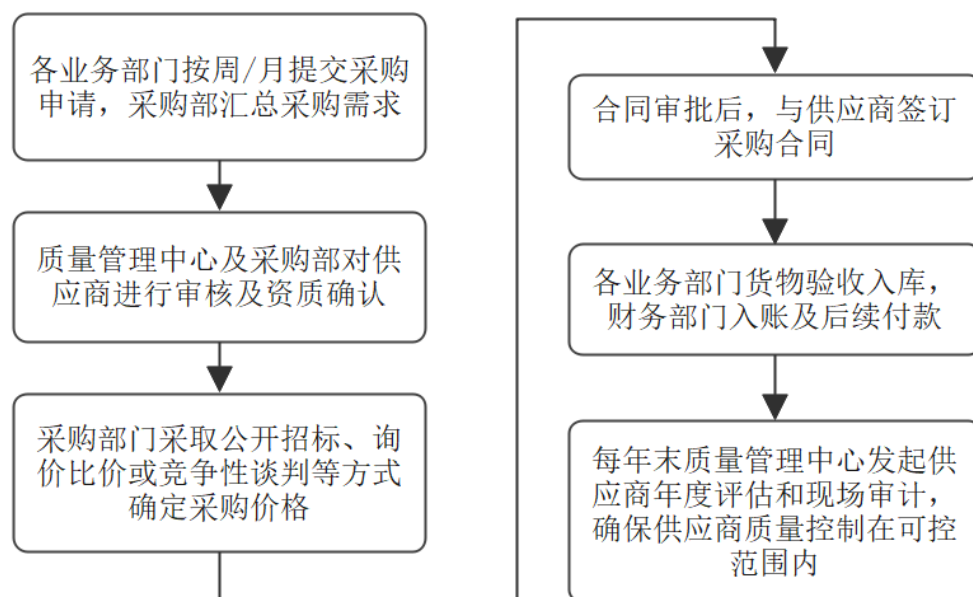 各业务部门按周/月提交采购
申请，采购部汇总采购需求
质量管理中心及采购部对供
应商进行审核及资质确认
采购部门采取公开招标、询
价比价或竞争性谈判等方式
确定采购价格
合同审批后，与供应商签订
采购合同
各业务部门货物验收入库，
财务部门入账及后续付款
每年末质量管理中心发起供
应商年度评估和现场审计，
确保供应商质量控制在可控
范围内